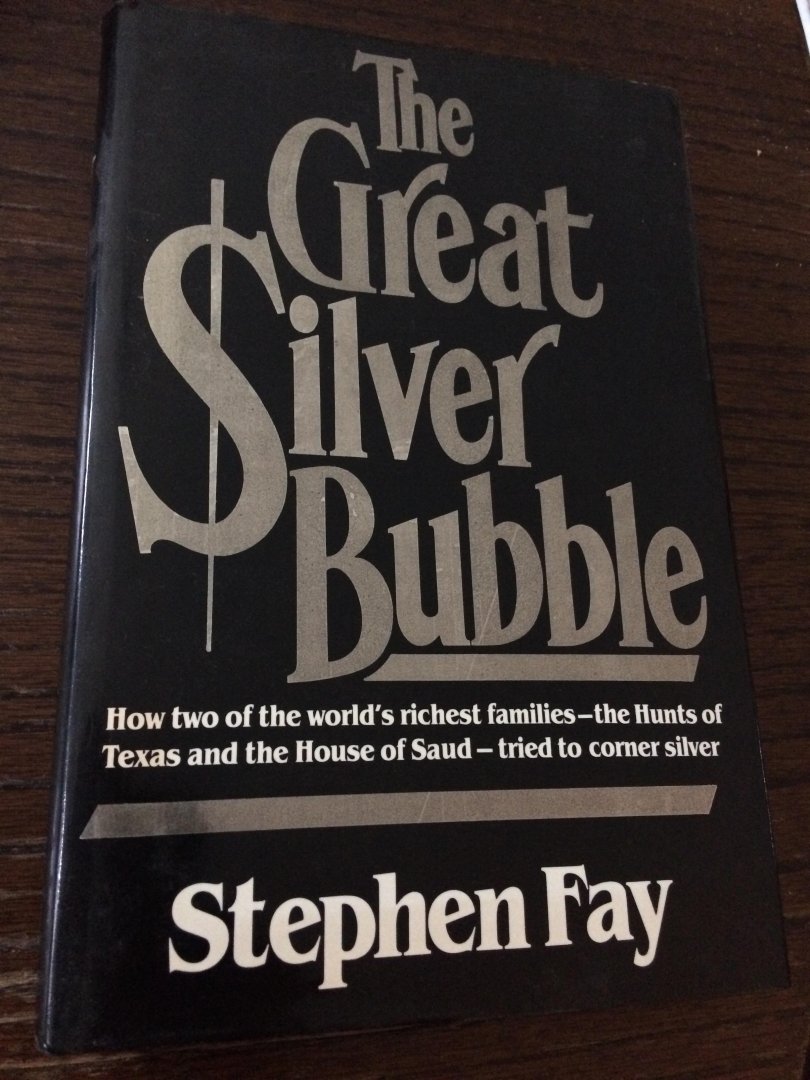 The
Great
$ilver
Bubble
How two of the world's richest families–the Hunts of
Texas and the House of Saud – tried to corner silver
Stephen Fay